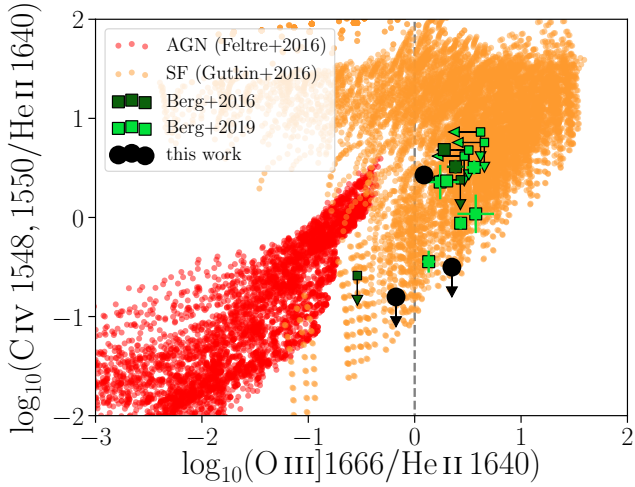 2
1
0
−1
−2
−3
−2
−1
0
1
2
log₁₀(C IV 1548, 1550/He II 1640)
log₁₀(O III]1666/He II 1640)
AGN (Feltre+2016)
SF (Gutkin+2016)
Berg+2016
Berg+2019
this work